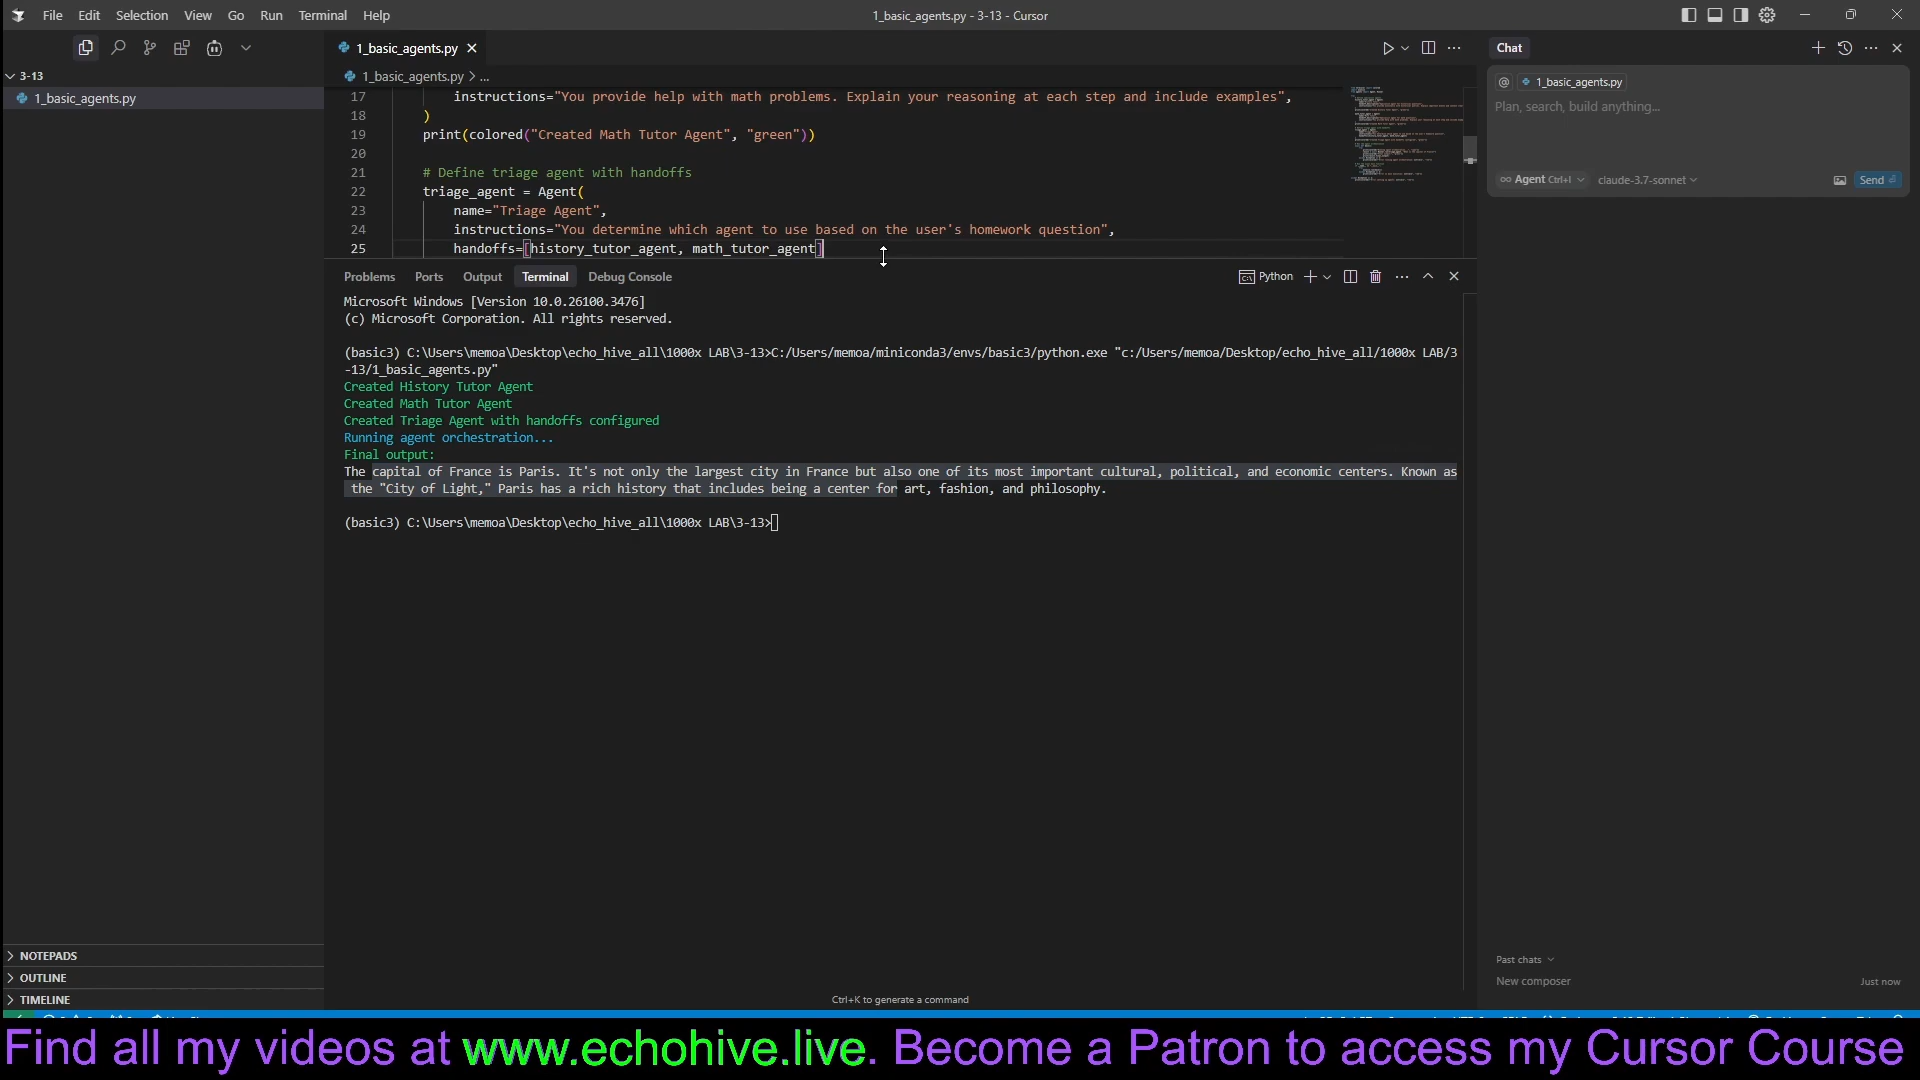 File Edit Selection View Go Run Terminal Help
1_basic_agents.py - 3-13 - Cursor
1_basic_agents.py
Chat
3-13
1_basic_agents.py > ...
1_basic_agents.py
1_basic_agents.py
Plan, search, build anything...
Agent Ctrl+I
claude-3.7-sonnet
Send
17 instructions="You provide help with math problems. Explain your reasoning at each step and include examples",
18 )
19 print(colored("Created Math Tutor Agent", "green"))
20
21 # Define triage agent with handoffs
22 triage_agent = Agent(
23 name="Triage Agent",
24 instructions="You determine which agent to use based on the user's homework question",
25 handoffs=[history_tutor_agent, math_tutor_agent]
Problems Ports Output Terminal Debug Console
Python
Microsoft Windows [Version 10.0.26100.3476]
(c) Microsoft Corporation. All rights reserved.
(basic3) C:\Users\memoa\Desktop\echo_hive_all\1000x LAB\3-13>C:/Users/memoa/miniconda3/envs/basic3/python.exe "c:/Users/memoa/Desktop/echo_hive_all/1000x LAB/3
-13/1_basic_agents.py"
Created History Tutor Agent
Created Math Tutor Agent
Created Triage Agent with handoffs configured
Running agent orchestration...
Final output:
The capital of France is Paris. It's not only the largest city in France but also one of its most important cultural, political, and economic centers. Known as
the "City of Light," Paris has a rich history that includes being a center for art, fashion, and philosophy.
(basic3) C:\Users\memoa\Desktop\echo_hive_all\1000x LAB\3-13>
NOTEPADS
OUTLINE
TIMELINE
Ctrl+K to generate a command
Past chats
New composer Just now
Find all my videos at www.echohive.live. Become a Patron to access my Cursor Course